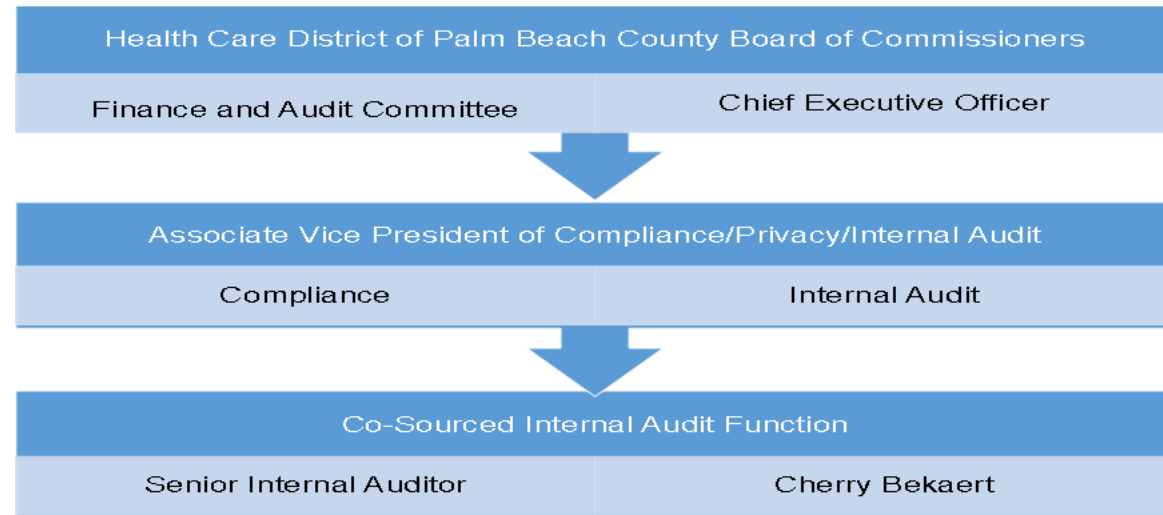 Health Care District of Palm Beach County Board of Commissioners
Finance and Audit Committee
Chief Executive Officer
Associate Vice President of Compliance/Privacy/Internal Audit
Compliance
Internal Audit
Co-Sourced Internal Audit Function
Senior Internal Auditor
Cherry Bekaert